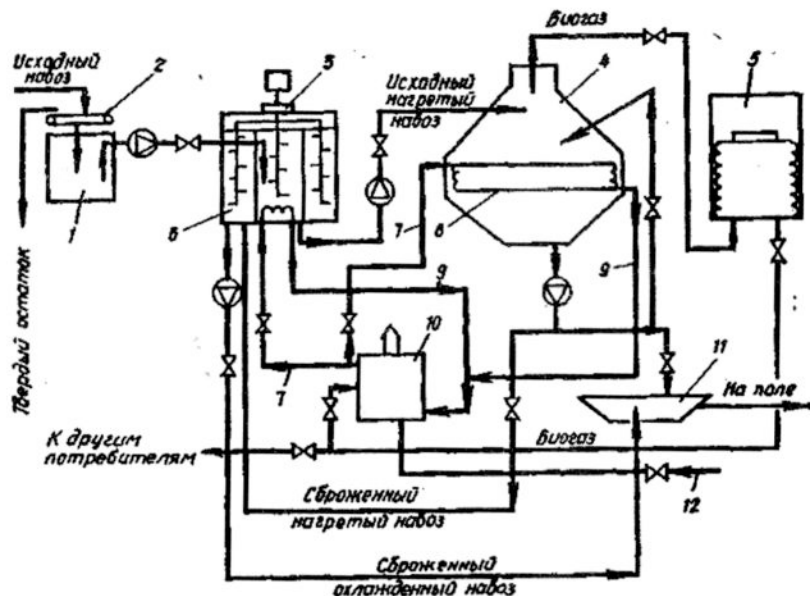 Биогаз
Исходный
навоз
2
3
4
5
Исходный
нагретый
навоз
1
6
7
8
9
9
Твердый остаток
10
11
7
На поле
К другим
потребителям
Биогаз
12
Сброженный
нагретый навоз
Сброженный
охлажденный навоз